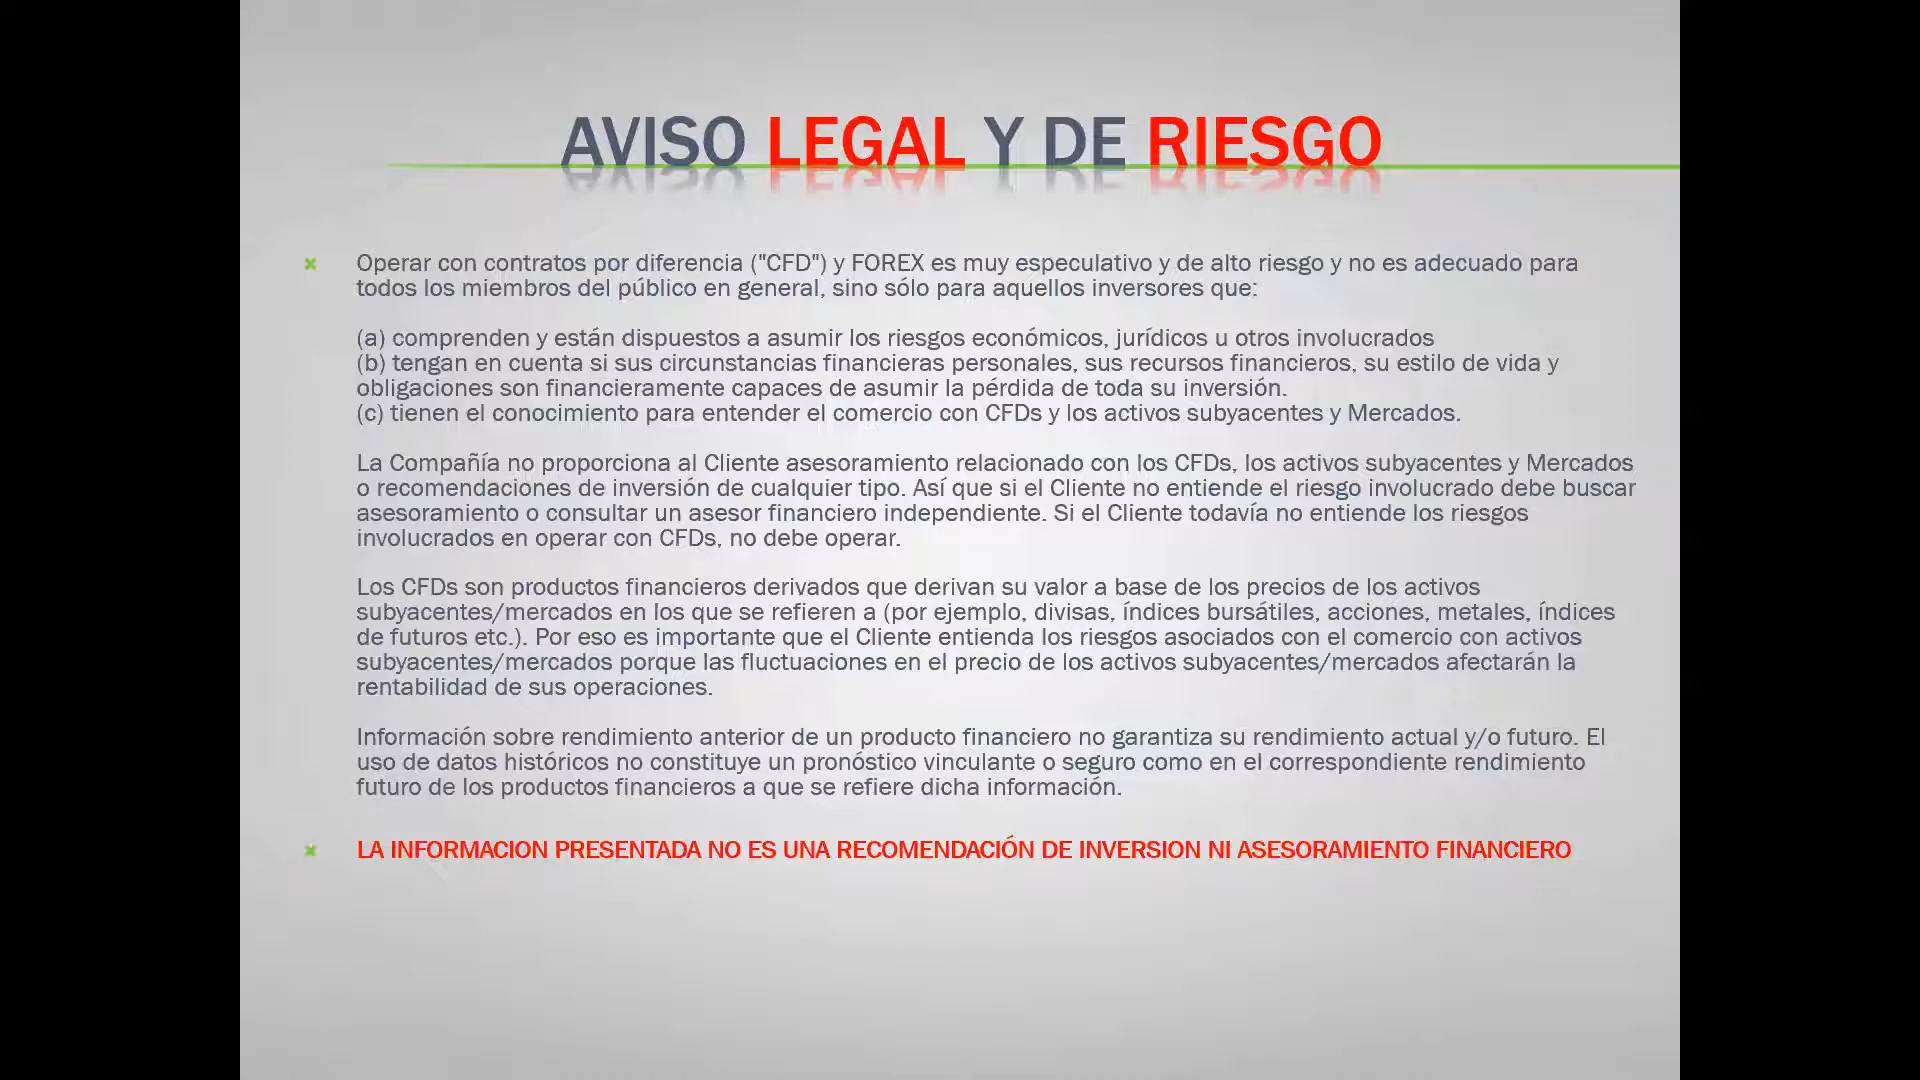 AVISO LEGAL Y DE RIESGO
Operar con contratos por diferencia ("CFD") y FOREX es muy especulativo y de alto riesgo y no es adecuado para
todos los miembros del público en general, sino sólo para aquellos inversores que:
(a) comprenden y están dispuestos a asumir los riesgos económicos, jurídicos u otros involucrados
(b) tengan en cuenta si sus circunstancias financieras personales, sus recursos financieros, su estilo de vida y
obligaciones son financieramente capaces de asumir la pérdida de toda su inversión.
(c) tienen el conocimiento para entender el comercio con CFDs y los activos subyacentes y Mercados.
La Compañía no proporciona al Cliente asesoramiento relacionado con los CFDs, los activos subyacentes y Mercados
o recomendaciones de inversión de cualquier tipo. Así que si el Cliente no entiende el riesgo involucrado debe buscar
asesoramiento o consultar un asesor financiero independiente. Si el Cliente todavía no entiende los riesgos
involucrados en operar con CFDs, no debe operar.
Los CFDs son productos financieros derivados que derivan su valor a base de los precios de los activos
subyacentes/mercados en los que se refieren a (por ejemplo, divisas, índices bursátiles, acciones, metales, índices
de futuros etc.). Por eso es importante que el Cliente entienda los riesgos asociados con el comercio con activos
subyacentes/mercados porque las fluctuaciones en el precio de los activos subyacentes/mercados afectarán la
rentabilidad de sus operaciones.
Información sobre rendimiento anterior de un producto financiero no garantiza su rendimiento actual y/o futuro. El
uso de datos históricos no constituye un pronóstico vinculante o seguro como en el correspondiente rendimiento
futuro de los productos financieros a que se refiere dicha información.
LA INFORMACION PRESENTADA NO ES UNA RECOMENDACIÓN DE INVERSION NI ASESORAMIENTO FINANCIERO